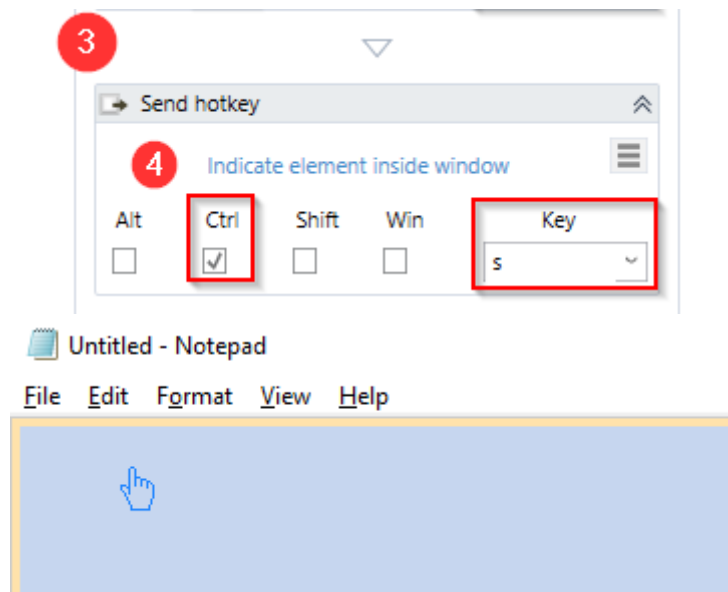 3
Send hotkey
4 Indicate element inside window
Alt Ctrl Shift Win Key
s
Untitled - Notepad
File Edit Format View Help